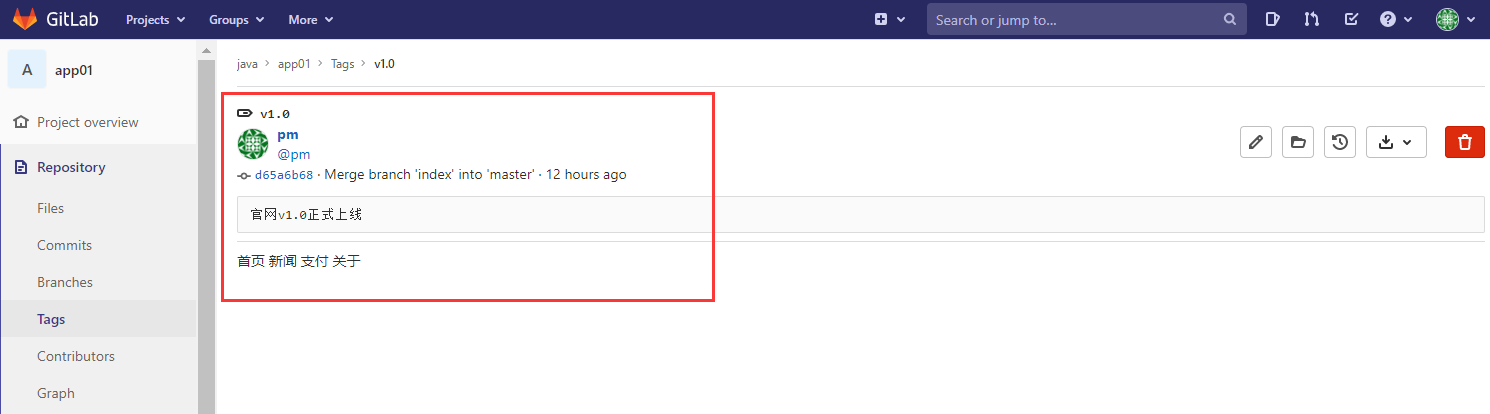 GitLab Projects Groups More Search or jump to...
A app01
java > app01 > Tags > v1.0
Project overview
Repository
Files
Commits
Branches
Tags
Contributors
Graph
v1.0
pm
@pm
d65a6b68 · Merge branch 'index' into 'master' · 12 hours ago
官网v1.0正式上线
首页 新闻 支付 关于